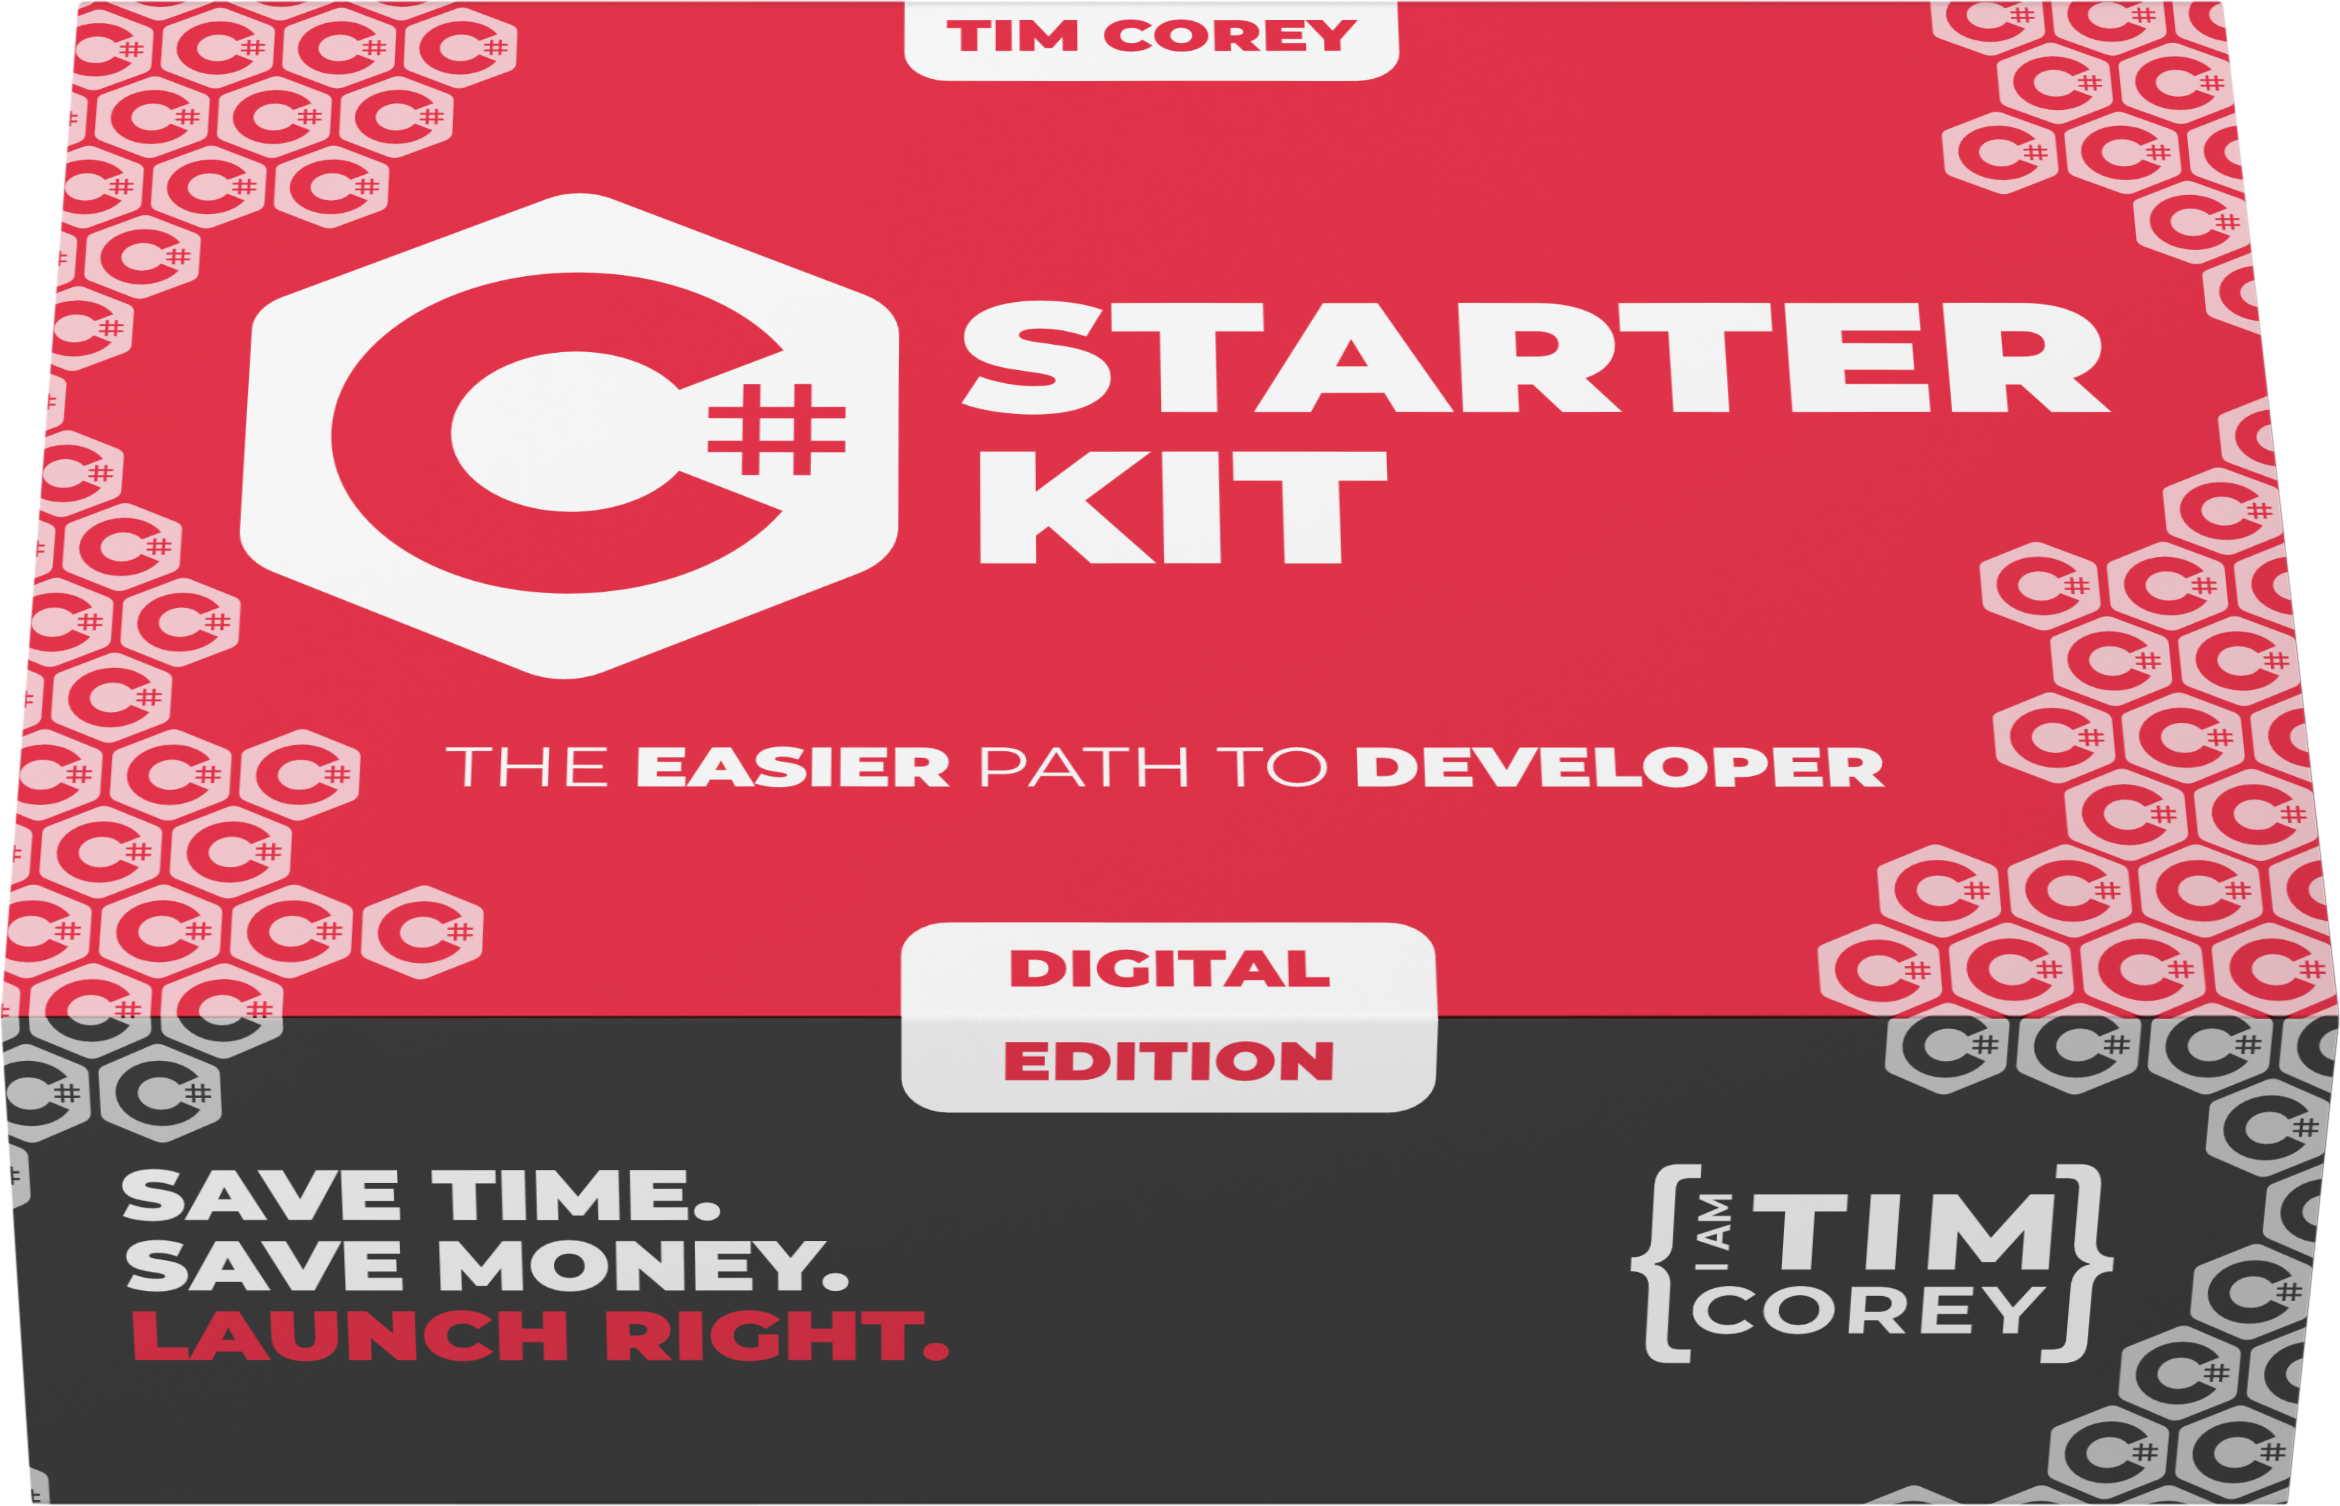 TIM COREY
C#
STARTER
KIT
THE EASIER PATH TO DEVELOPER
DIGITAL
EDITION
SAVE TIME.
SAVE MONEY.
LAUNCH RIGHT.
{I AM TIM
COREY}